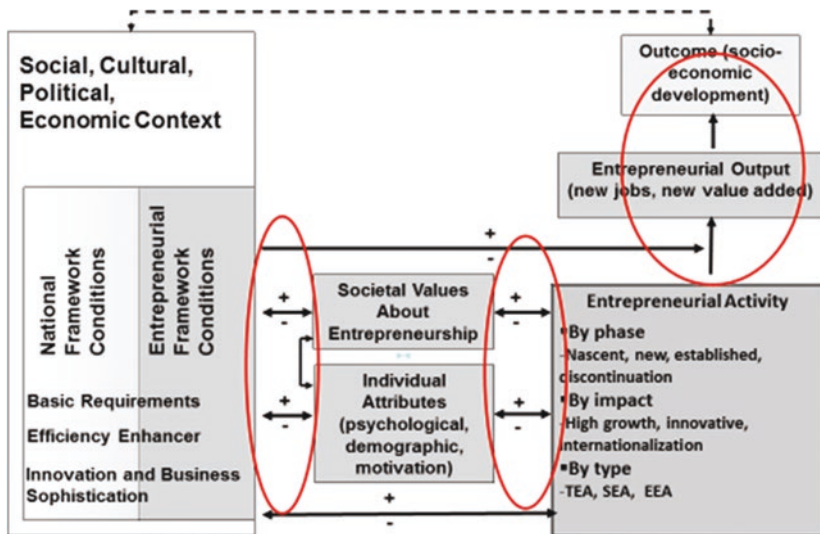 Social, Cultural,
Political,
Economic Context
National
Framework
Conditions
Entrepreneurial
Framework
Conditions
Basic Requirements
Efficiency Enhancer
Innovation and Business
Sophistication
+
-
+
-
+
-
Societal Values
About
Entrepreneurship
Individual
Attributes
(psychological,
demographic,
motivation)
+
-
+
-
+
-
Outcome (socio-
economic
development)
Entrepreneurial Output
(new jobs, new value added)
Entrepreneurial Activity
▪By phase
-Nascent, new, established,
discontinuation
▪By impact
-High growth, innovative,
internationalization
▪By type
-TEA, SEA, EEA